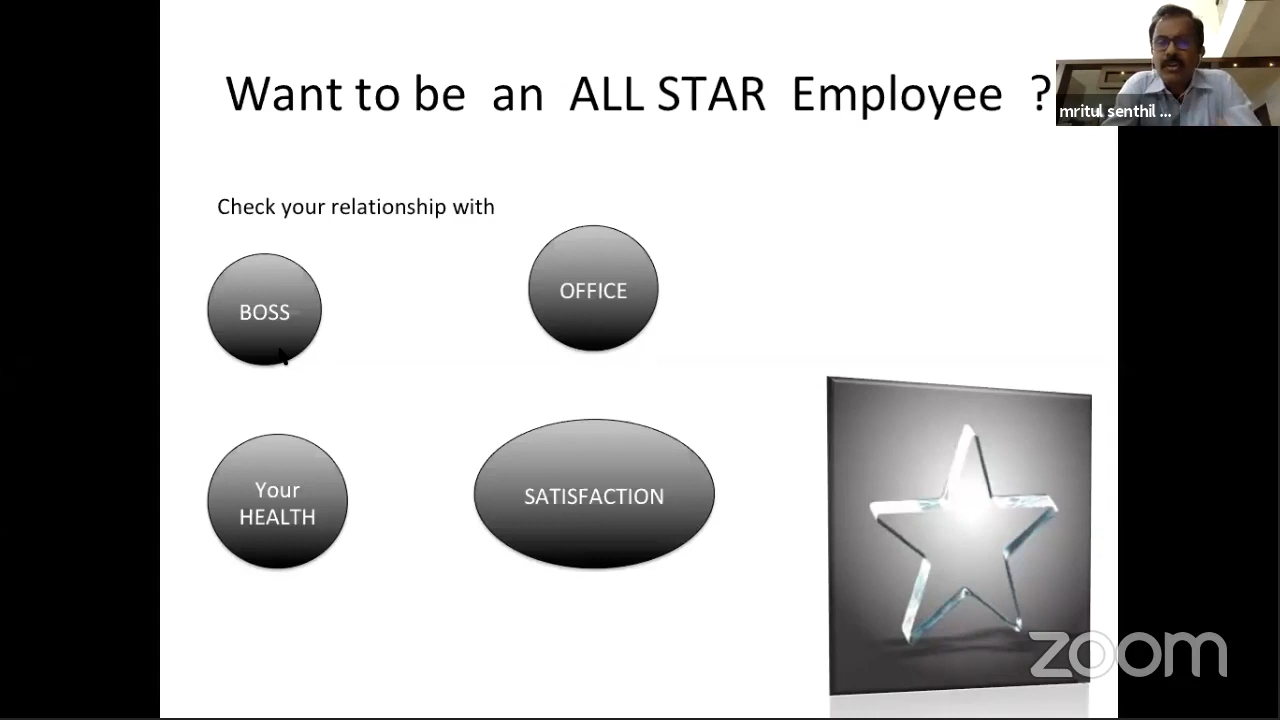 Want to be an ALL STAR Employee ?
mritul senthil ...
Check your relationship with
BOSS
OFFICE
Your
HEALTH
SATISFACTION
zoom